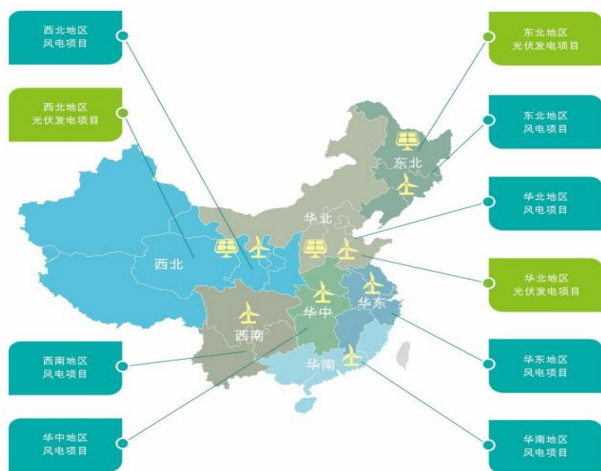 西北地区
风电项目
西北地区
光伏发电项目
东北地区
光伏发电项目
东北地区
风电项目
华北地区
风电项目
华北地区
光伏发电项目
华东地区
风电项目
华南地区
风电项目
西南地区
风电项目
华中地区
风电项目
东北
华北
西北
华东
华中
西南
华南